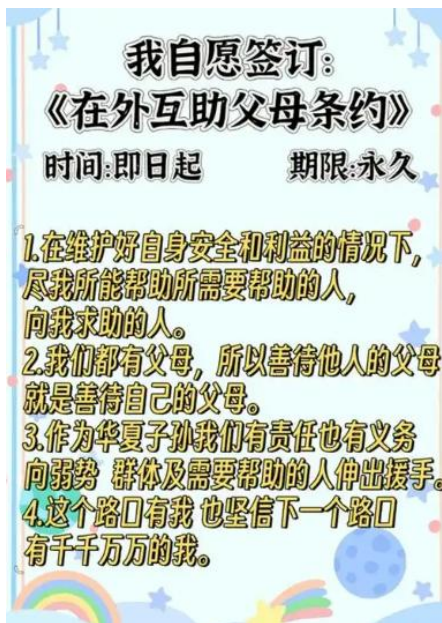 我自愿签订:
《在外互助父母条约》
时间:即日起 期限:永久
1.在维护好自身安全和利益的情况下,
尽我所能帮助所需要帮助的人,
向我求助的人。
2.我们都有父母,所以善待他人的父母
就是善待自己的父母。
3.作为华夏子孙我们有责任也有义务
向弱势 群体及需要帮助的人伸出援手。
4.这个路口有我 也坚信下一个路口
有千千万万的我。